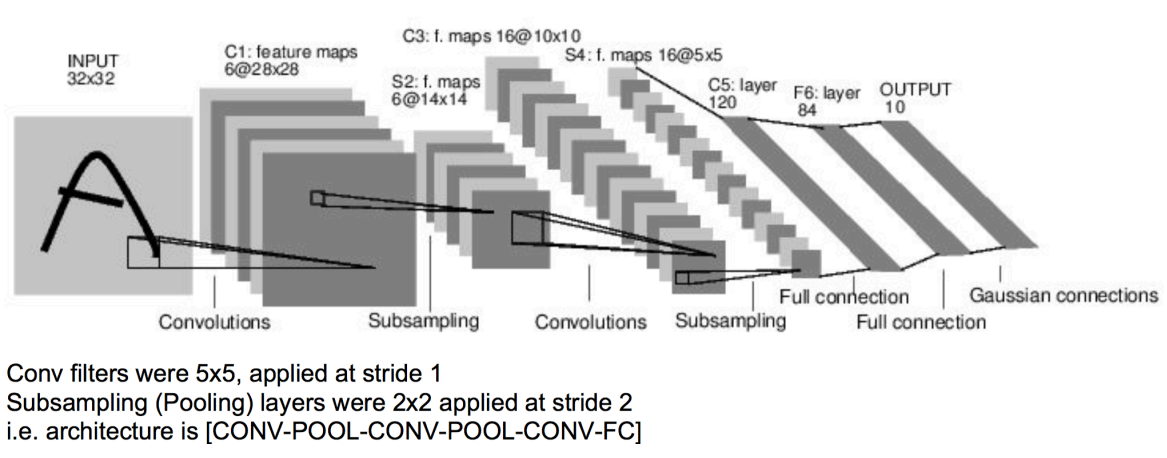 INPUT
32x32
C1: feature maps
6@28x28
S2: f. maps
6@14x14
C3: f. maps 16@10x10
S4: f. maps 16@5x5
C5: layer
120
F6: layer
84
OUTPUT
10
Convolutions
Subsampling
Convolutions
Subsampling
Full connection
Full connection
Gaussian connections
A
Conv filters were 5x5, applied at stride 1
Subsampling (Pooling) layers were 2x2 applied at stride 2
i.e. architecture is [CONV-POOL-CONV-POOL-CONV-FC]